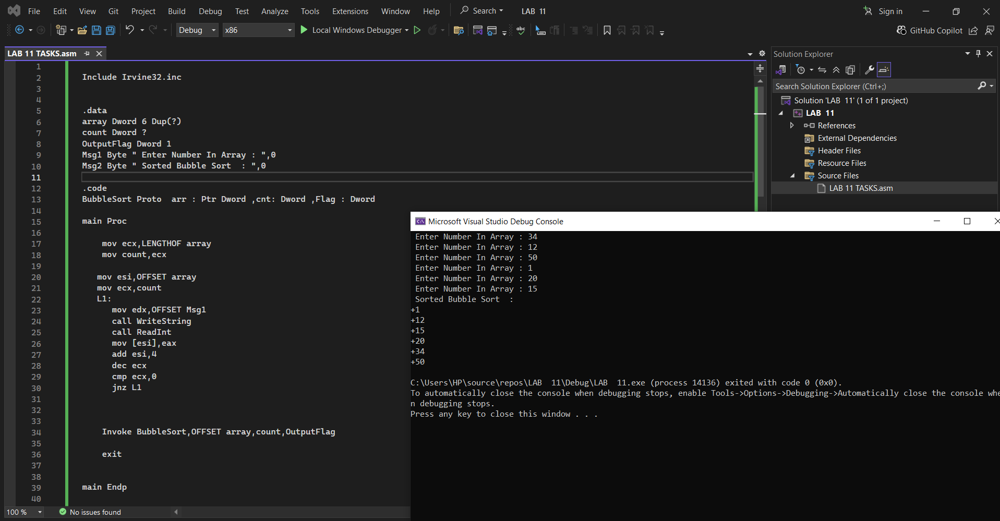 File Edit View Git Project Build Debug Test Analyze Tools Extensions Window Help Search LAB 11 Sign in
Debug x86 Local Windows Debugger abc GitHub Copilot
LAB 11 TASKS.asm
1
2 Include Irvine32.inc
3
4
5 .data
6 array Dword 6 Dup(?)
7 count Dword ?
8 OutputFlag Dword 1
9 Msg1 Byte " Enter Number In Array : ",0
10 Msg2 Byte " Sorted Bubble Sort  : ",0
11
12 .code
13 BubbleSort Proto  arr : Ptr Dword ,cnt: Dword ,Flag : Dword
14
15 main Proc
16
17 mov ecx,LENGTHOF array
18 mov count,ecx
19
20 mov esi,OFFSET array
21 mov ecx,count
22 L1:
23 mov edx,OFFSET Msg1
24 call WriteString
25 call ReadInt
26 mov [esi],eax
27 add esi,4
28 dec ecx
29 cmp ecx,0
30 jnz L1
31
32
33
34 Invoke BubbleSort,OFFSET array,count,OutputFlag
35
36 exit
37
38
39 main Endp
40
100 % No issues found
Solution Explorer
Search Solution Explorer (Ctrl+;)
Solution 'LAB  11' (1 of 1 project)
LAB  11
References
External Dependencies
Header Files
Resource Files
Source Files
LAB 11 TASKS.asm
C:\ Microsoft Visual Studio Debug Console
Enter Number In Array : 34
Enter Number In Array : 12
Enter Number In Array : 50
Enter Number In Array : 1
Enter Number In Array : 20
Enter Number In Array : 15
Sorted Bubble Sort  :
+1
+12
+15
+20
+34
+50
C:\Users\HP\source\repos\LAB  11\Debug\LAB  11.exe (process 14136) exited with code 0 (0x0).
To automatically close the console when debugging stops, enable Tools->Options->Debugging->Automatically close the console whe
n debugging stops.
Press any key to close this window . . .